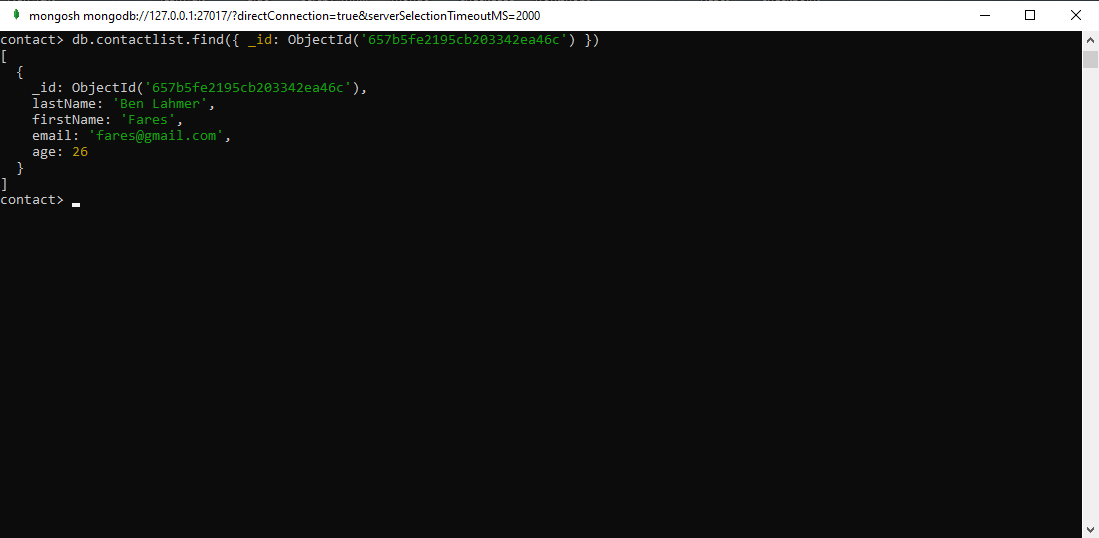 mongosh mongodb://127.0.0.1:27017/?directConnection=true&serverSelectionTimeoutMS=2000
contact> db.contactlist.find({ _id: ObjectId('657b5fe2195cb203342ea46c') })
[
  {
    _id: ObjectId('657b5fe2195cb203342ea46c'),
    lastName: 'Ben Lahmer',
    firstName: 'Fares',
    email: 'fares@gmail.com',
    age: 26
  }
]
contact>